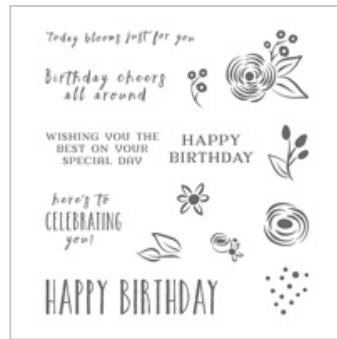 Today blooms just for you
Birthday cheers
all around
WISHING YOU THE
BEST ON YOUR
SPECIAL DAY
HAPPY
BIRTHDAY
here's to
CELEBRATING
you!
HAPPY BIRTHDAY